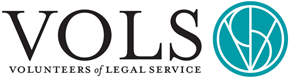 VOLS
VOLUNTEERS of LEGAL SERVICE